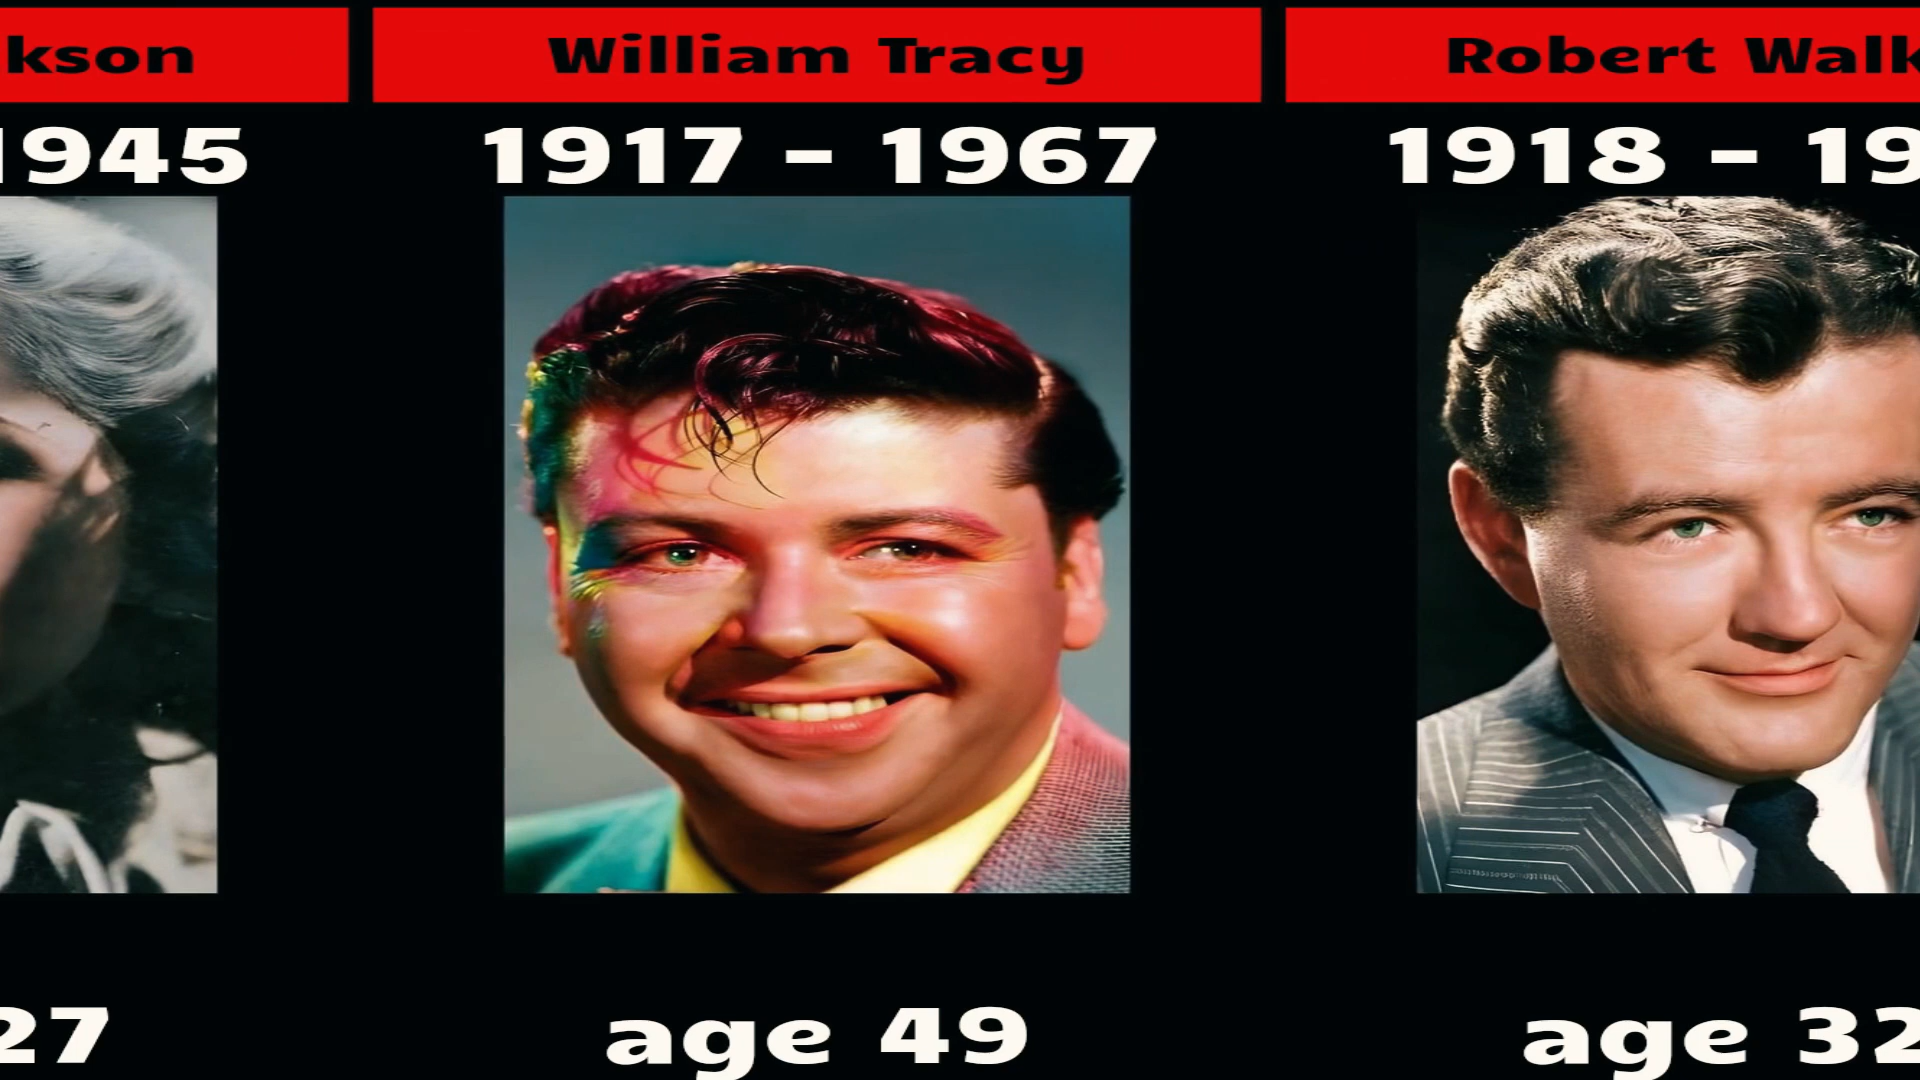 kson
William Tracy
Robert Walk
1945
1917 - 1967
1918 - 19
27
age 49
age 32